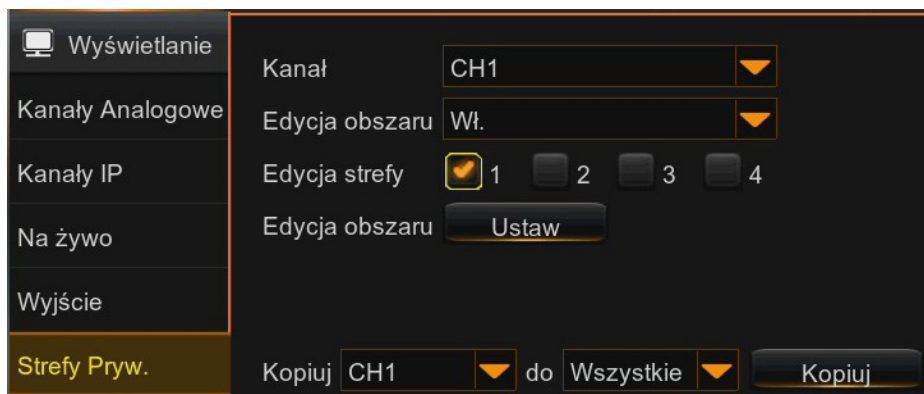 Wyświetlanie
Kanały Analogowe
Kanały IP
Na żywo
Wyjście
Strefy Pryw.
Kanał CH1
Edycja obszaru Wł.
Edycja strefy 1 2 3 4
Edycja obszaru Ustaw
Kopiuj CH1 do Wszystkie Kopiuj